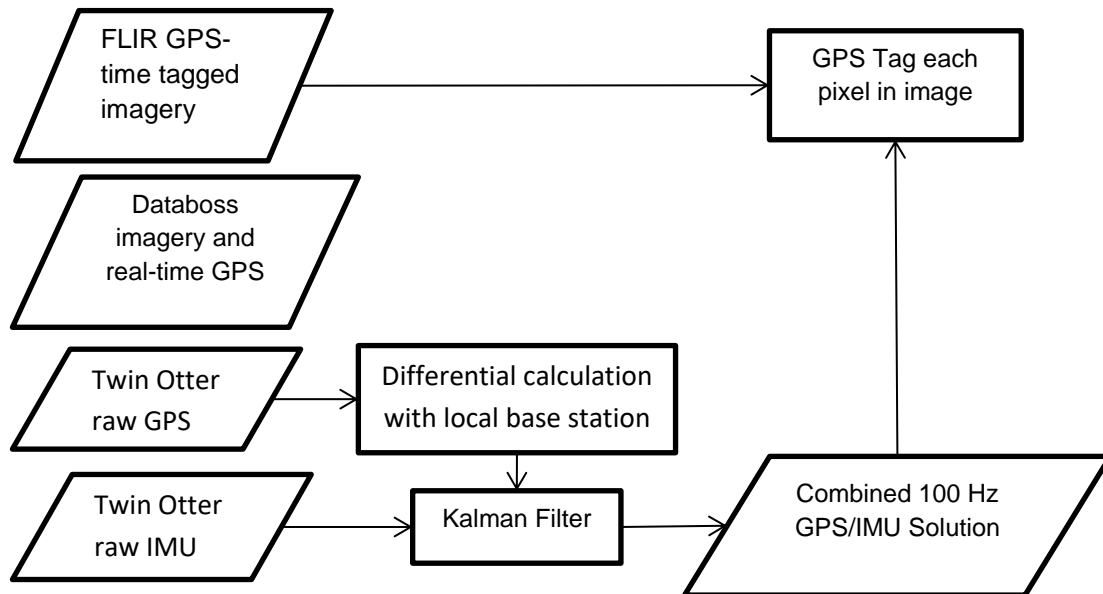 FLIR GPS-
time tagged
imagery
GPS Tag each
pixel in image
Databoss
imagery and
real-time GPS
Twin Otter
raw GPS
Differential calculation
with local base station
Twin Otter
raw IMU
Kalman Filter
Combined 100 Hz
GPS/IMU Solution